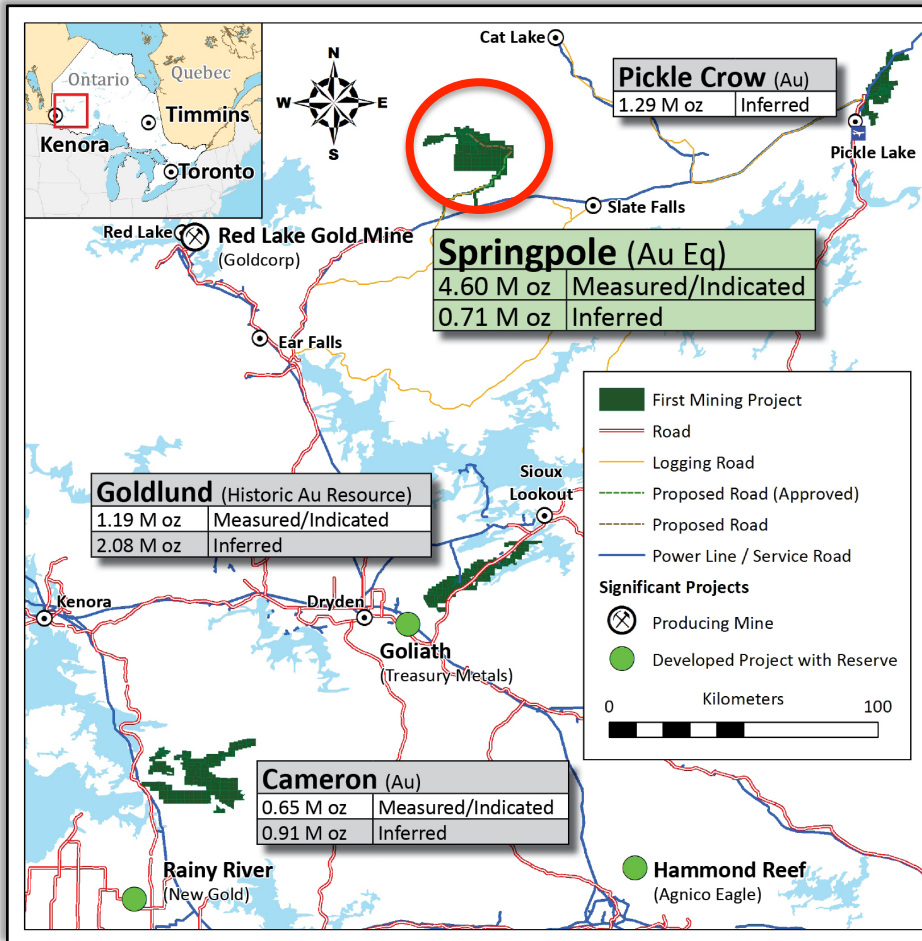 Ontario
Quebec
Timmins
Kenora
Toronto
N
W E
S
Cat Lake
Pickle Crow (Au)
1.29 M oz Inferred
Pickle Lake
Slate Falls
Red Lake
Red Lake Gold Mine
(Goldcorp)
Springpole (Au Eq)
4.60 M oz Measured/Indicated
0.71 M oz Inferred
Ear Falls
First Mining Project
Road
Logging Road
Proposed Road (Approved)
Proposed Road
Power Line / Service Road
Significant Projects
Producing Mine
Developed Project with Reserve
Kilometers
0 100
Goldlund (Historic Au Resource)
1.19 M oz Measured/Indicated
2.08 M oz Inferred
Sioux
Lookout
Kenora
Dryden
Goliath
(Treasury Metals)
Cameron (Au)
0.65 M oz Measured/Indicated
0.91 M oz Inferred
Rainy River
(New Gold)
Hammond Reef
(Agnico Eagle)